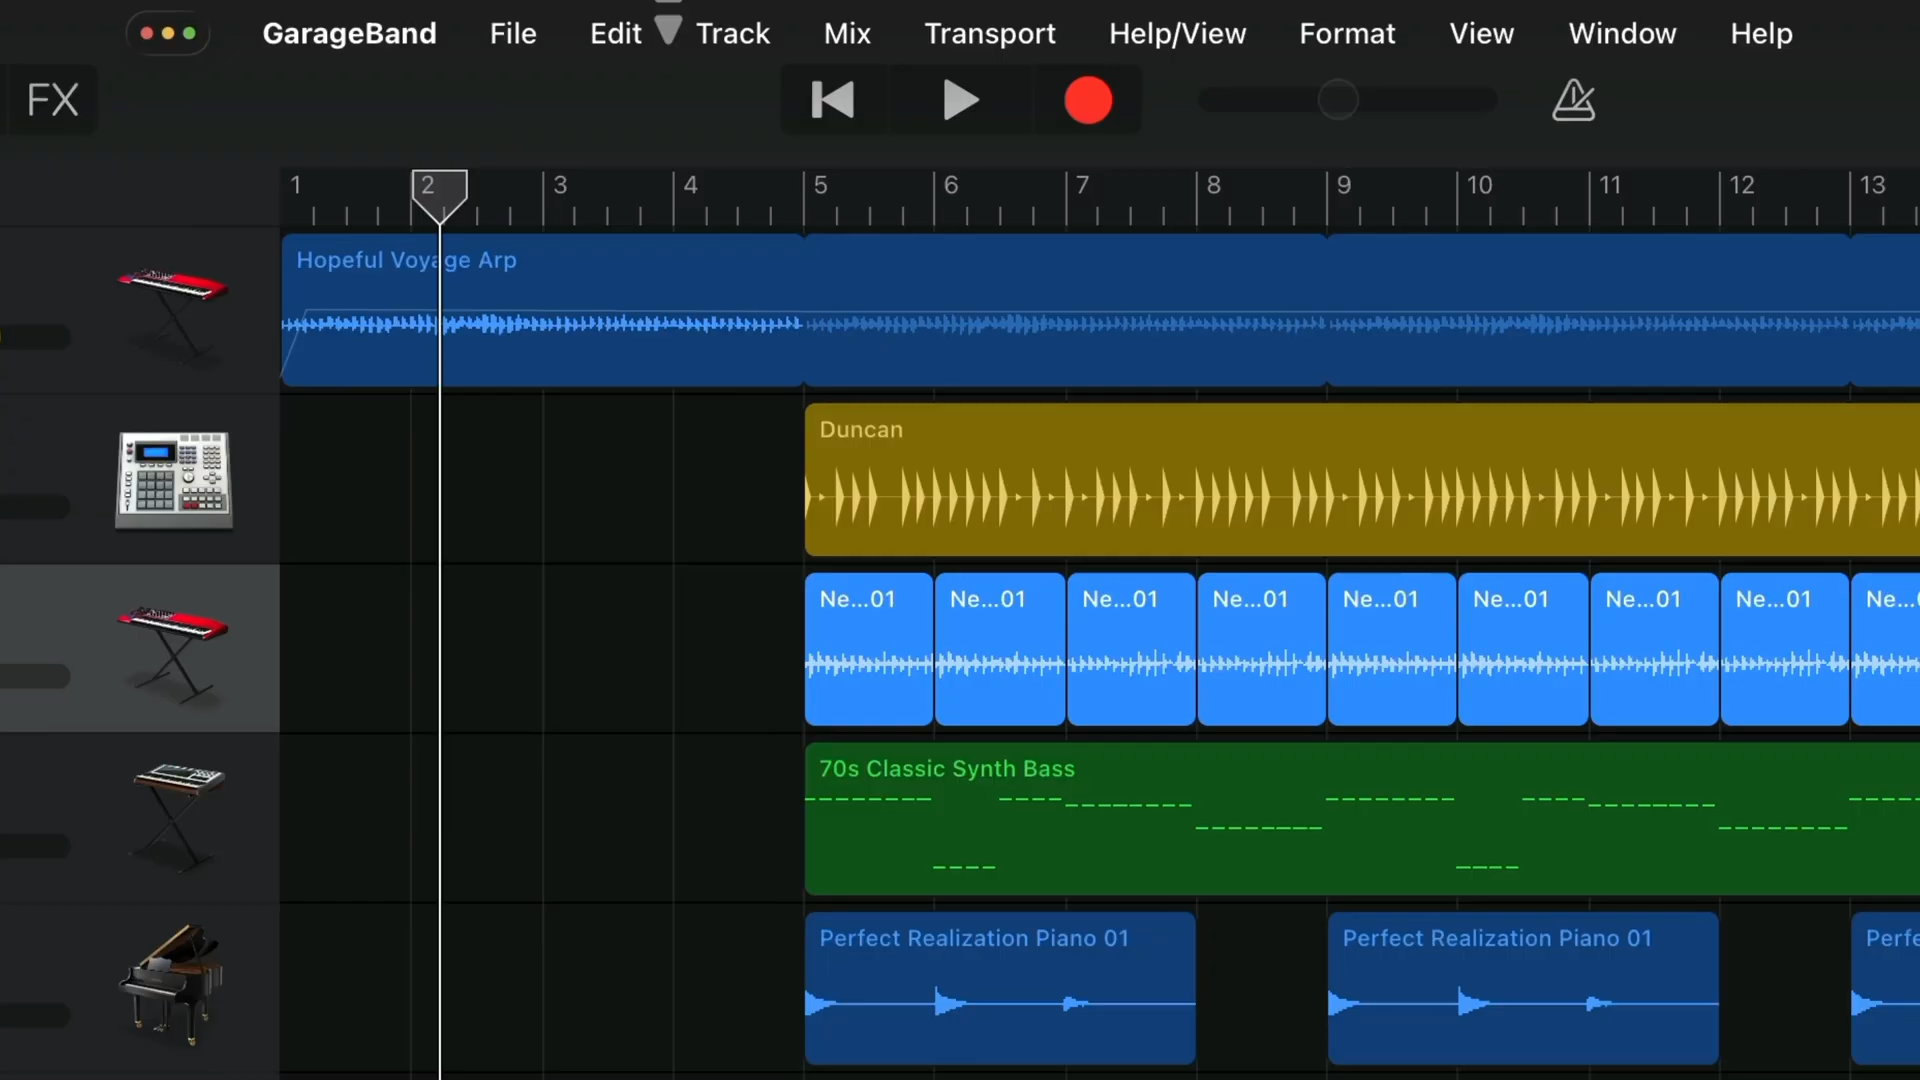 GarageBand File Edit Track Mix Transport Help/View Format View Window Help
FX
1 2 3 4 5 6 7 8 9 10 11 12 13
Hopeful Voyage Arp
Duncan
Ne...01 Ne...01 Ne...01 Ne...01 Ne...01 Ne...01 Ne...01 Ne...01 Ne...
70s Classic Synth Bass
Perfect Realization Piano 01 Perfect Realization Piano 01 Perfe